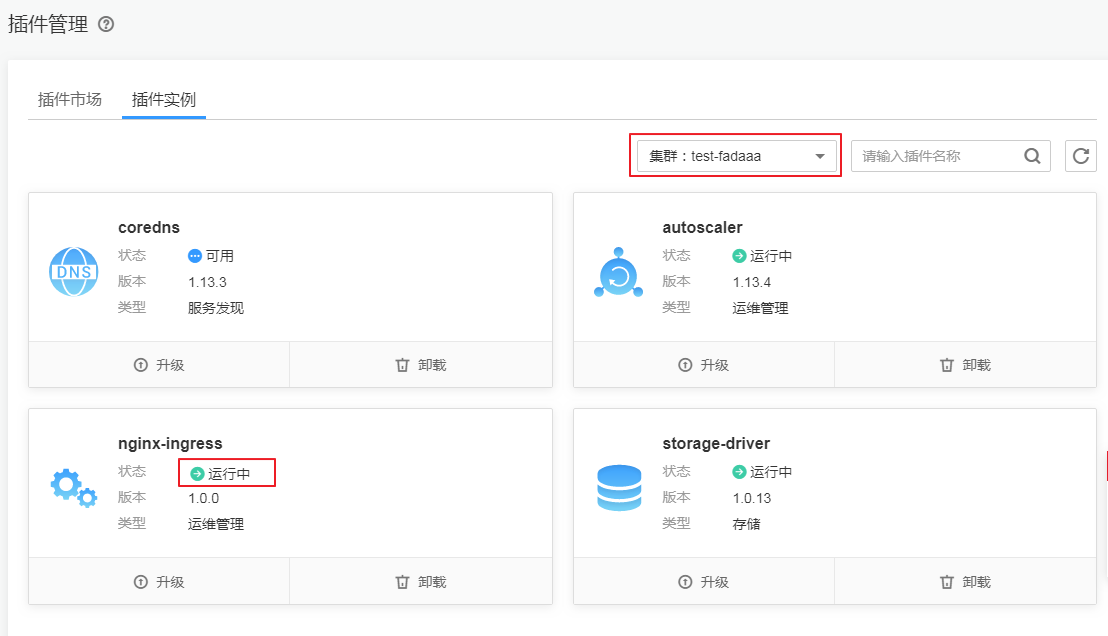 插件管理
插件市场 插件实例
集群：test-fadaaa 请输入插件名称
coredns
状态 可用
版本 1.13.3
类型 服务发现
升级 卸载
autoscaler
状态 运行中
版本 1.13.4
类型 运维管理
升级 卸载
nginx-ingress
状态 运行中
版本 1.0.0
类型 运维管理
升级 卸载
storage-driver
状态 运行中
版本 1.0.13
类型 存储
升级 卸载
DNS